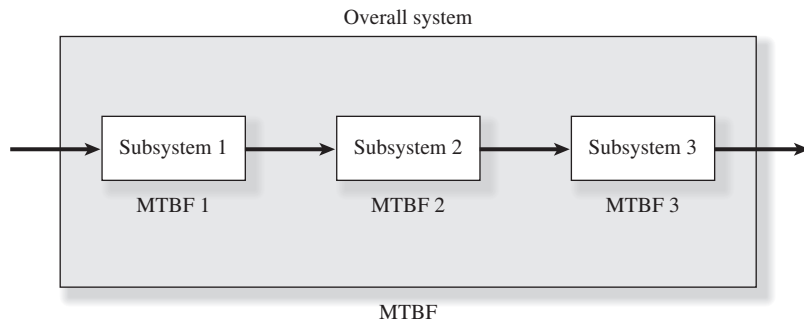 Overall system
Subsystem 1
Subsystem 2
Subsystem 3
MTBF 1
MTBF 2
MTBF 3
MTBF